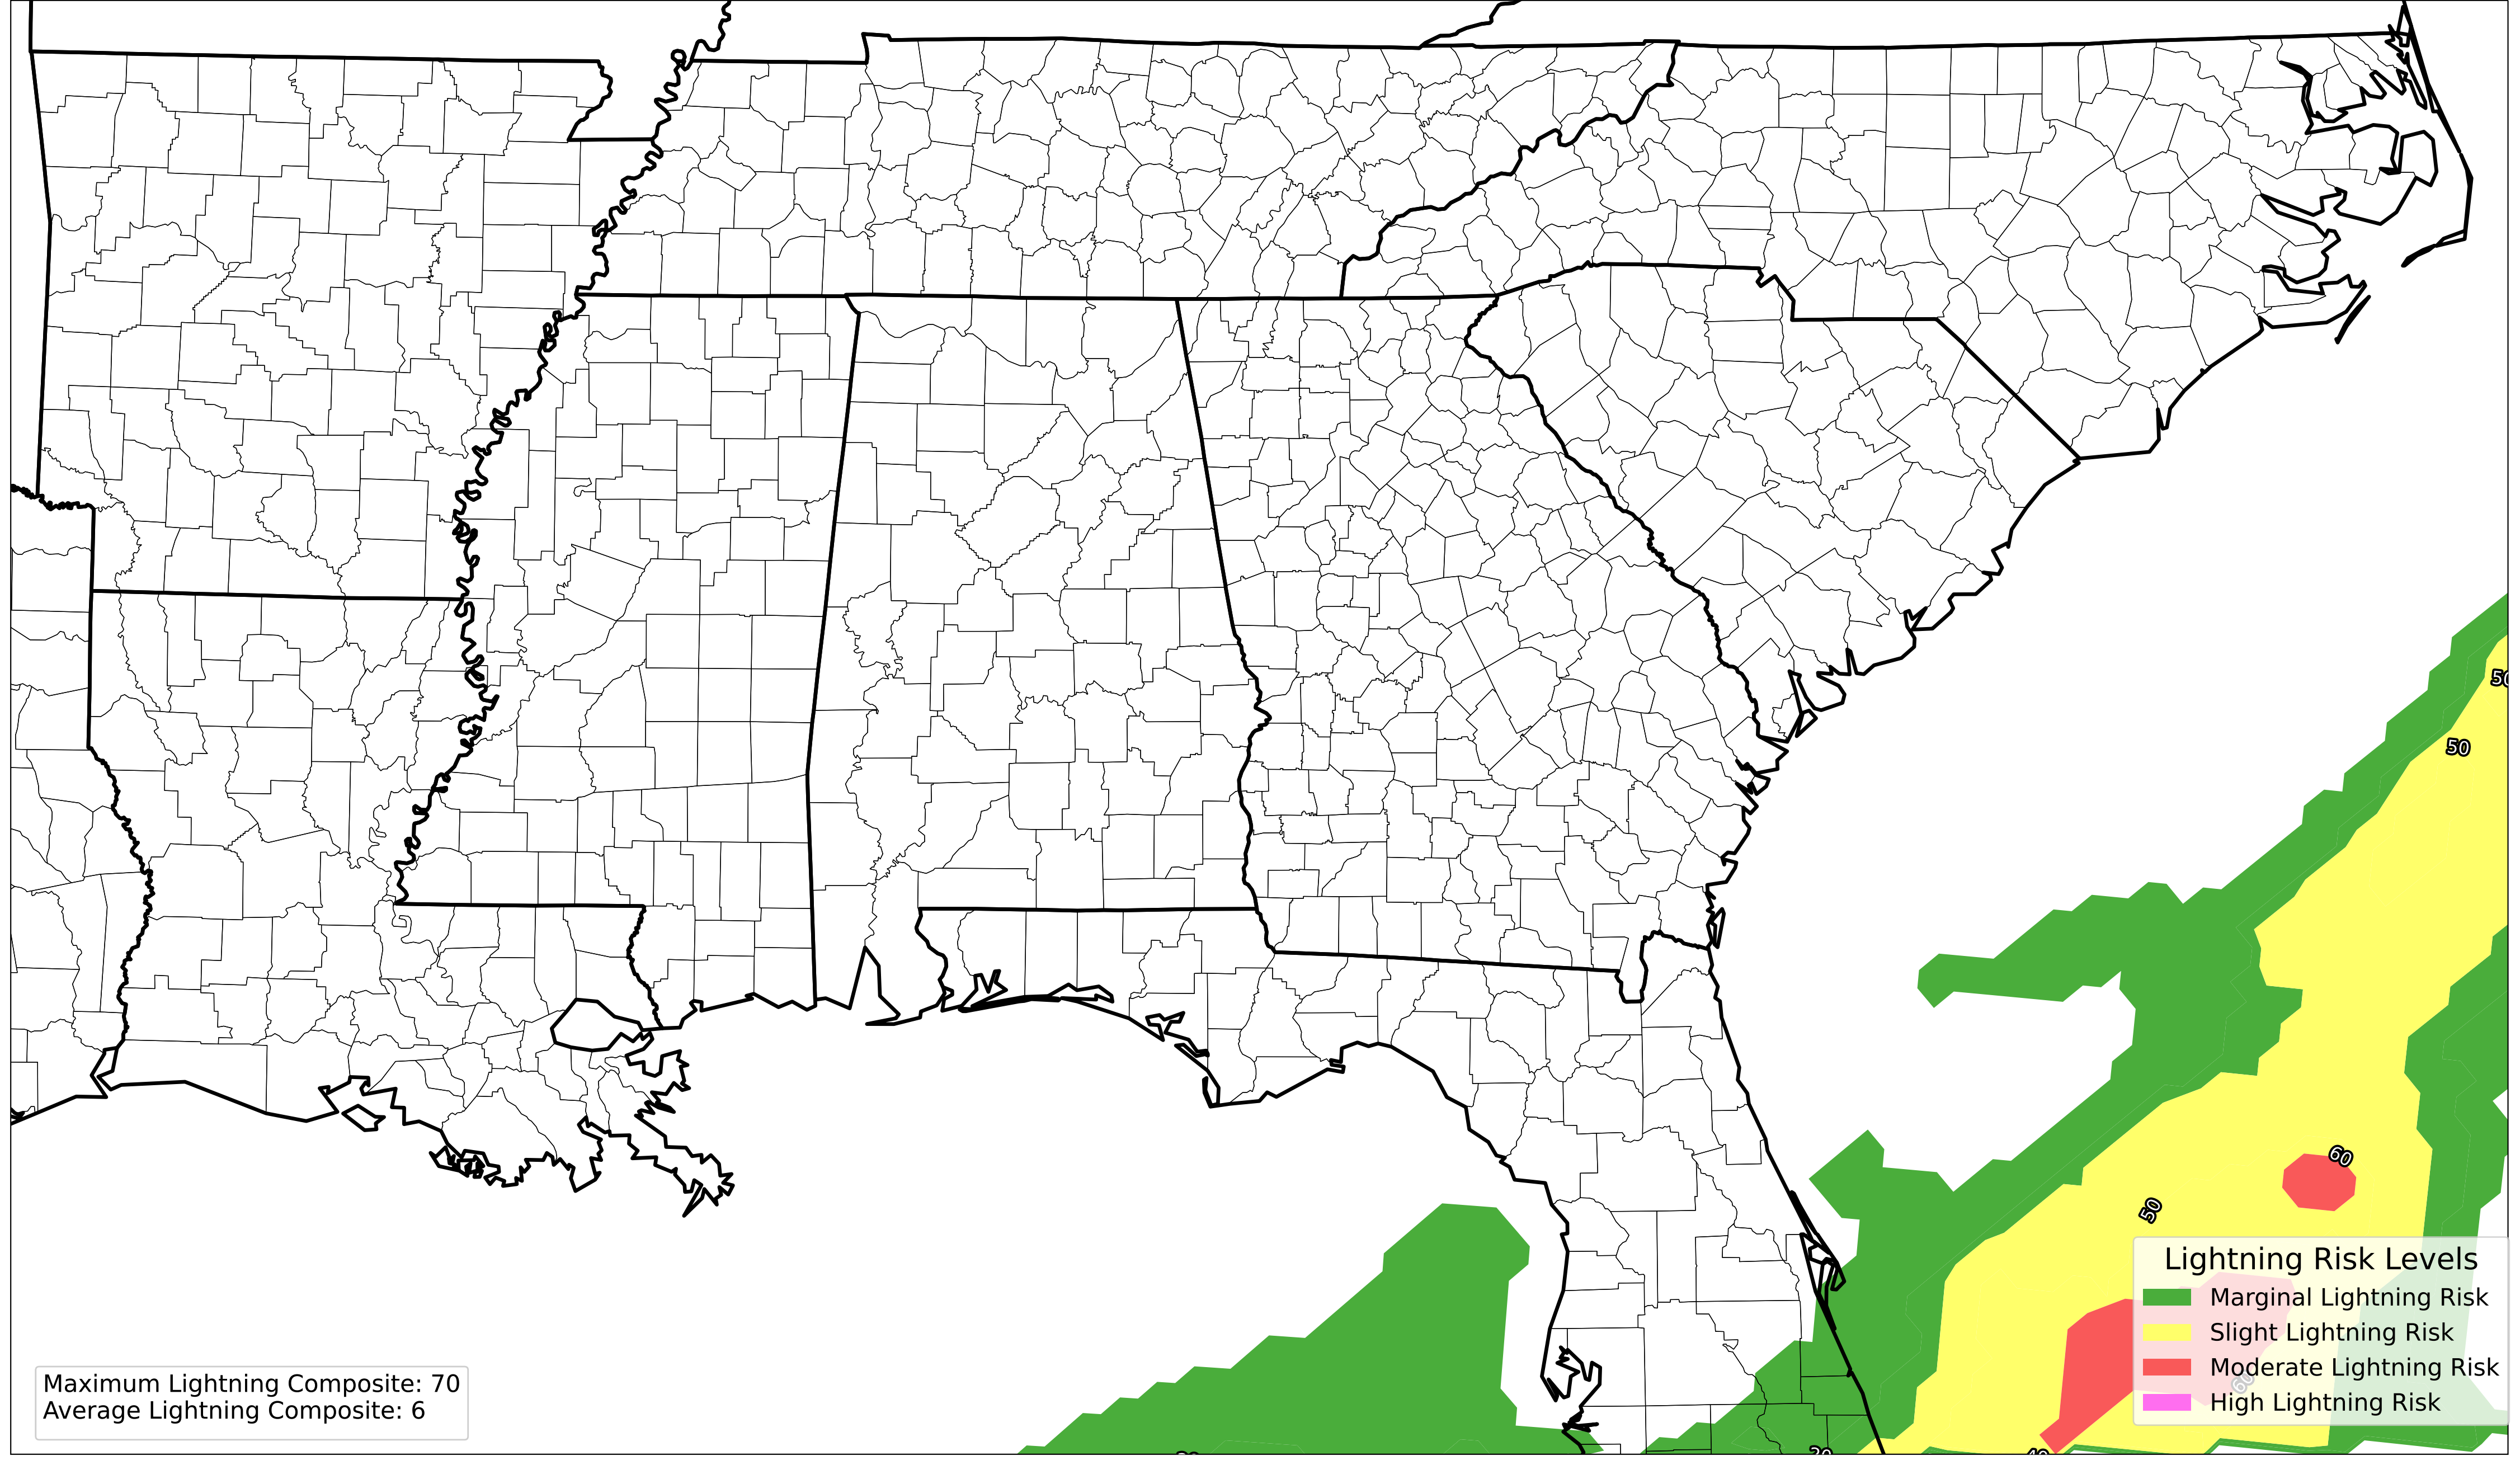 50
50
60
50
Lightning Risk Levels
Marginal Lightning Risk
Slight Lightning Risk
Moderate Lightning Risk
High Lightning Risk
60
Maximum Lightning Composite: 70
Average Lightning Composite: 6